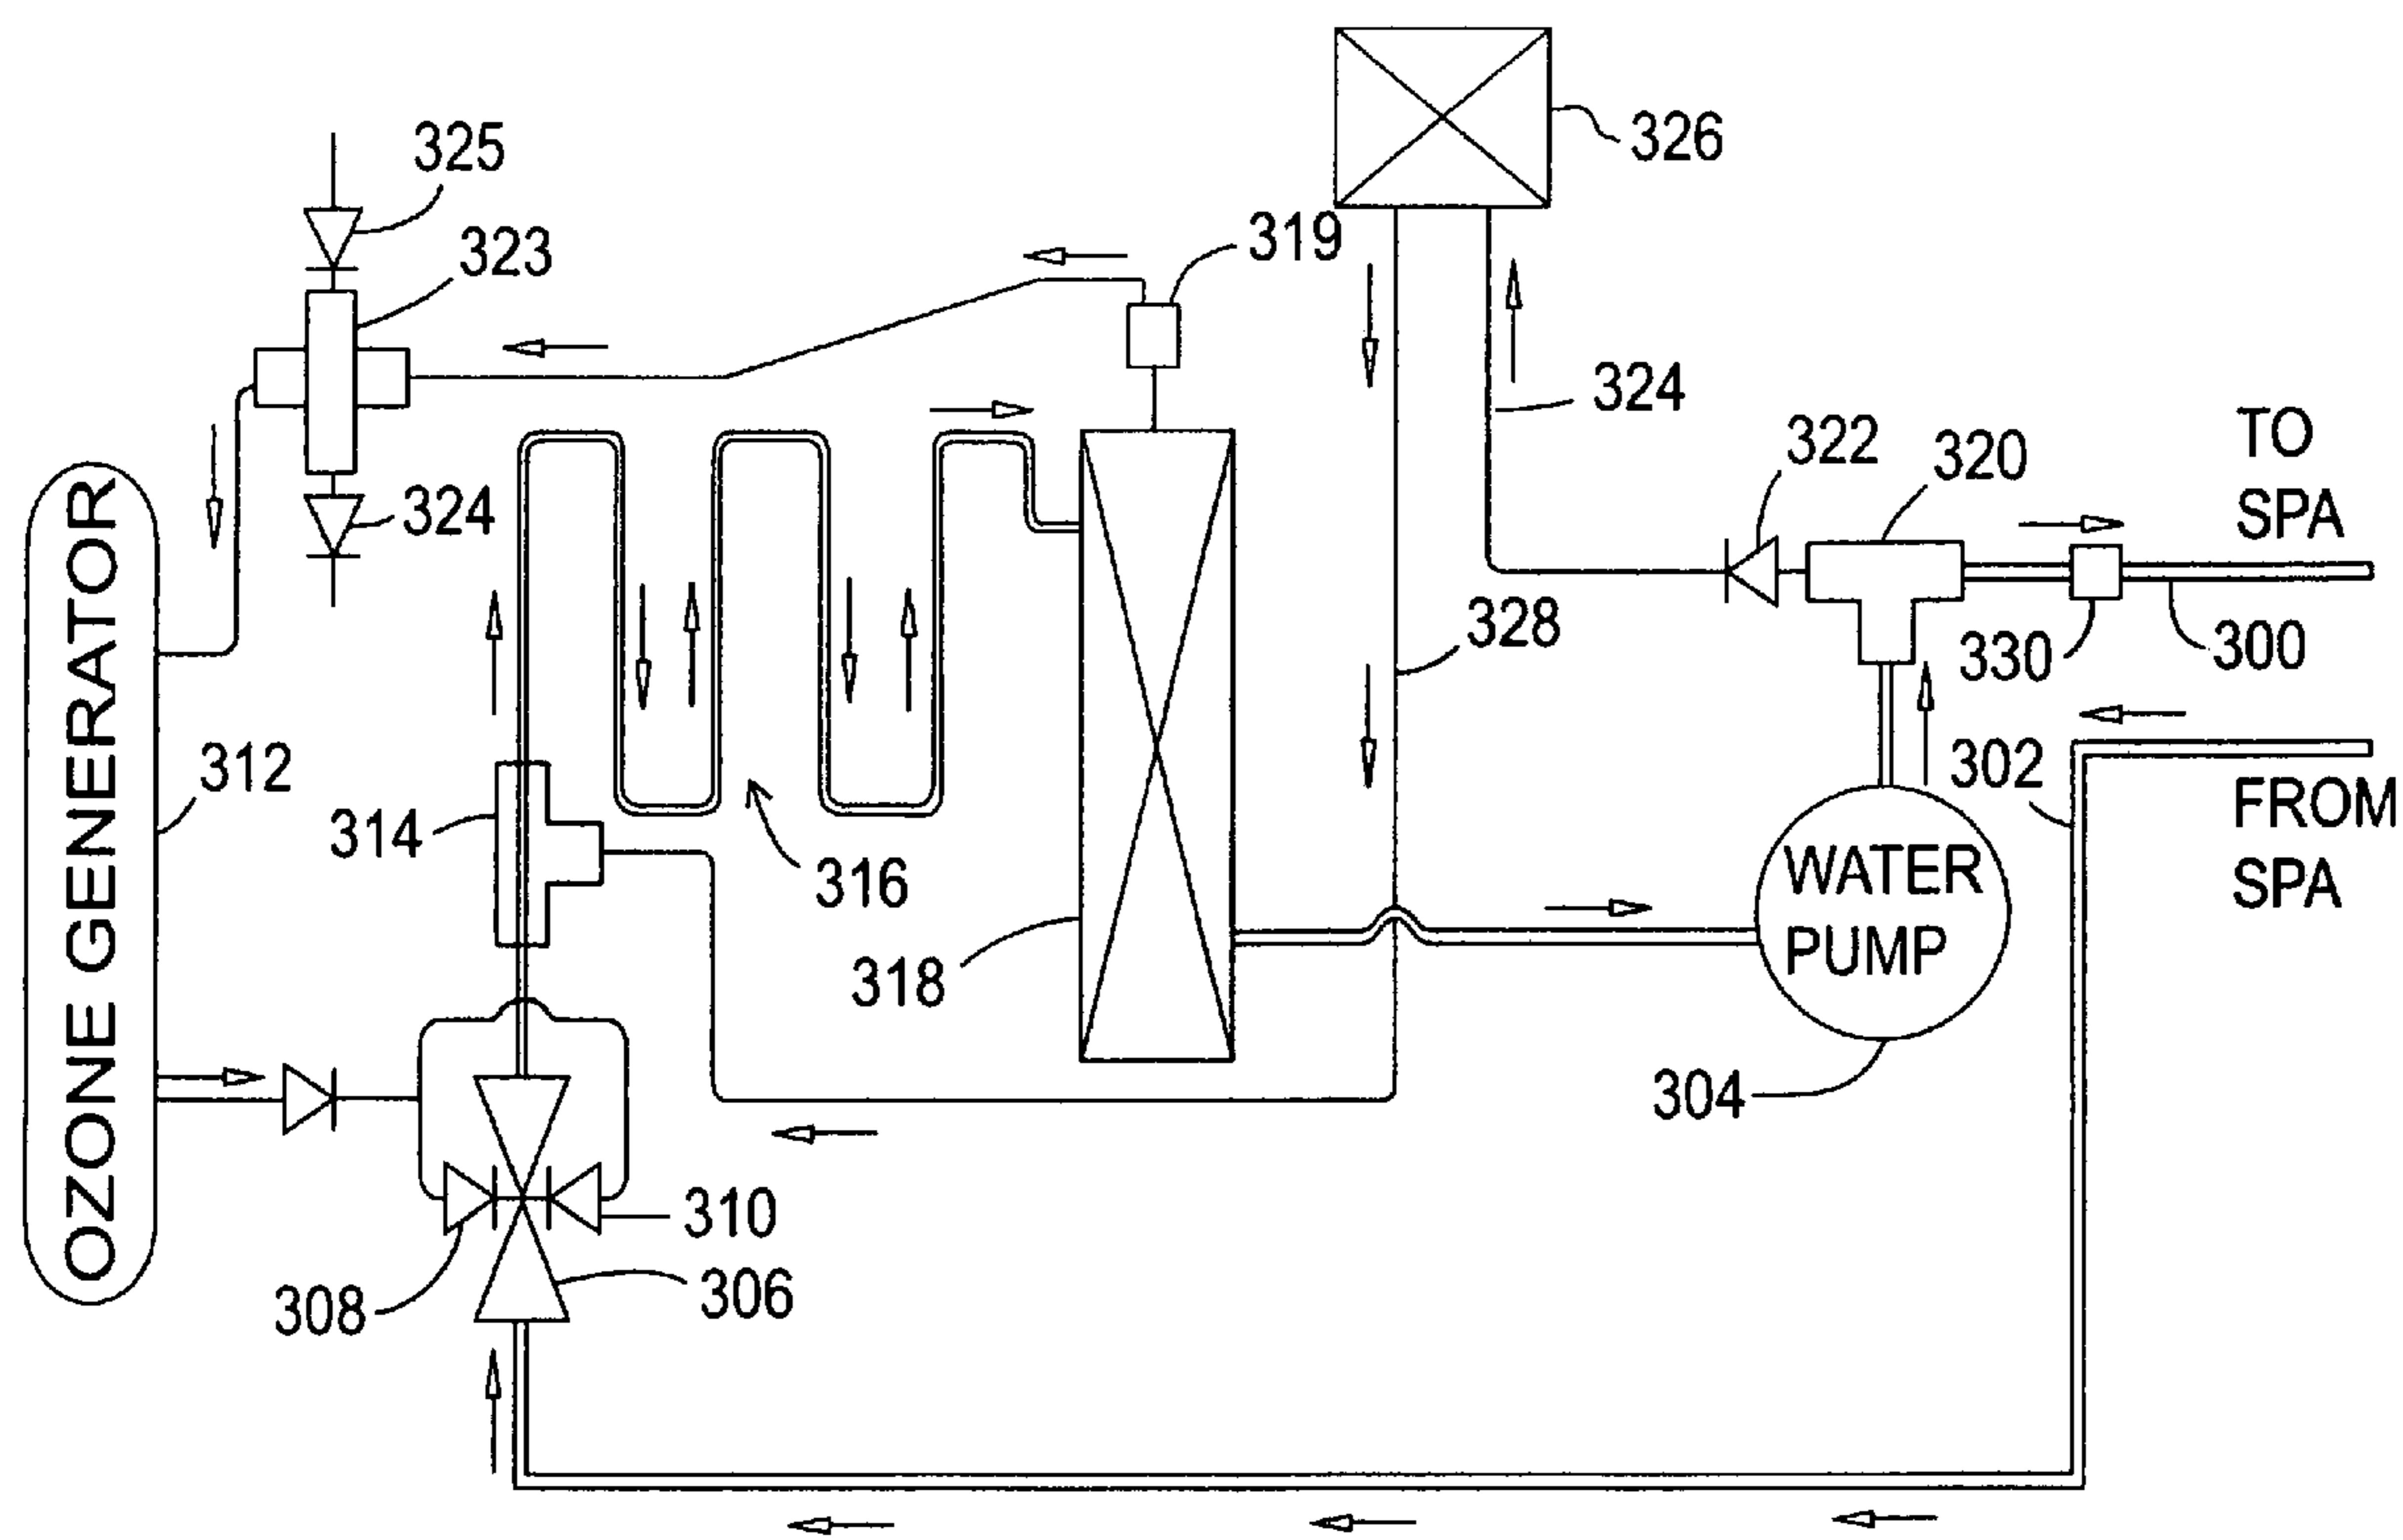 326
325
319
323
324
322
320
TO
SPA
324
328
330
300
OZONE GENERATOR
312
302
314
316
WATER
PUMP
FROM
SPA
318
304
310
308
306